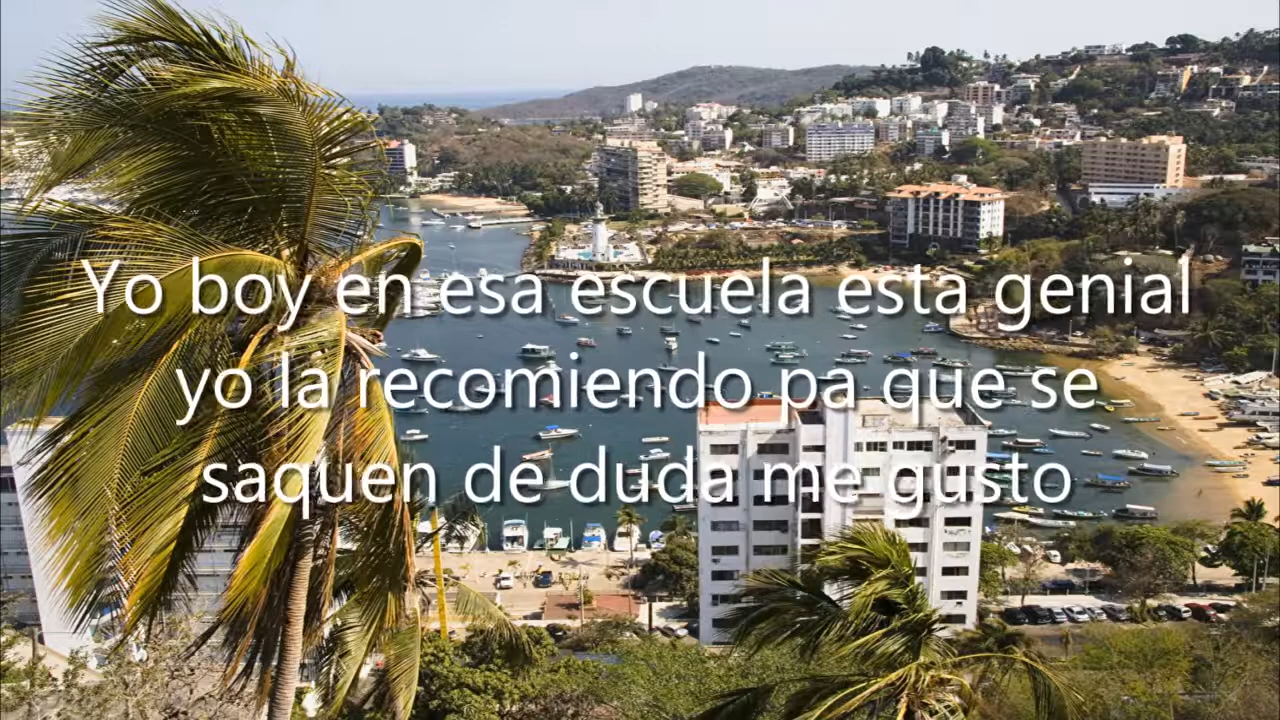 Yo boy en esa escuela esta genial
yo la recomiendo pa que se
saquen de duda me gusto